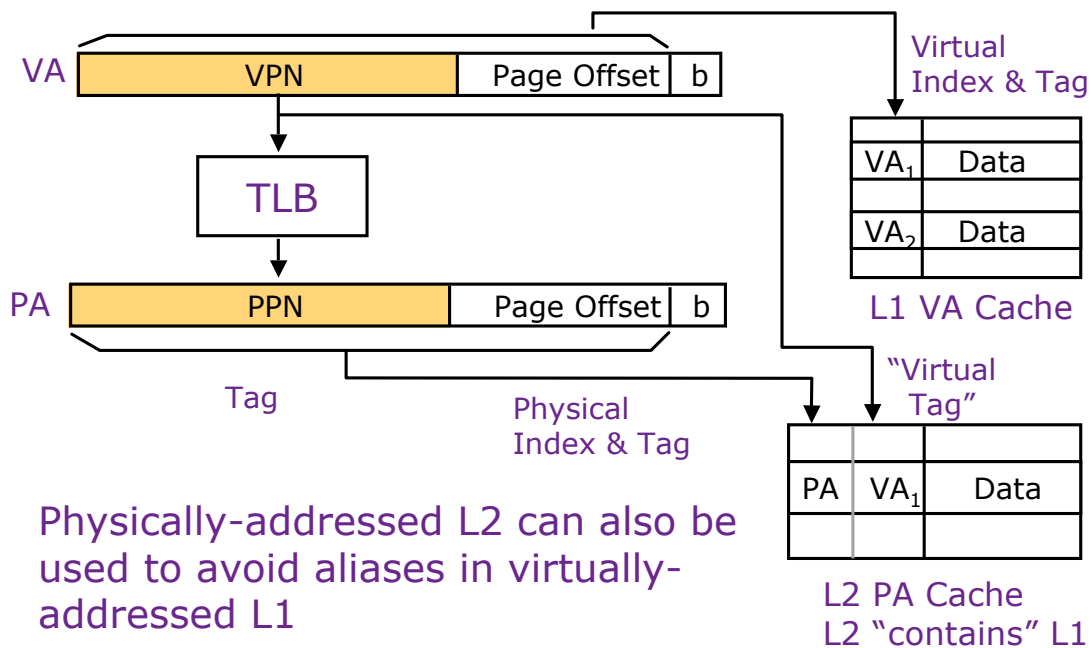 VA
VPN
Page Offset
b
Virtual
Index & Tag
TLB
VA₁ Data
VA₂ Data
L1 VA Cache
PA
PPN
Page Offset
b
Tag
Physical
Index & Tag
“Virtual
Tag”
PA VA₁ Data
L2 PA Cache
L2 “contains” L1
Physically-addressed L2 can also be
used to avoid aliases in virtually-
addressed L1